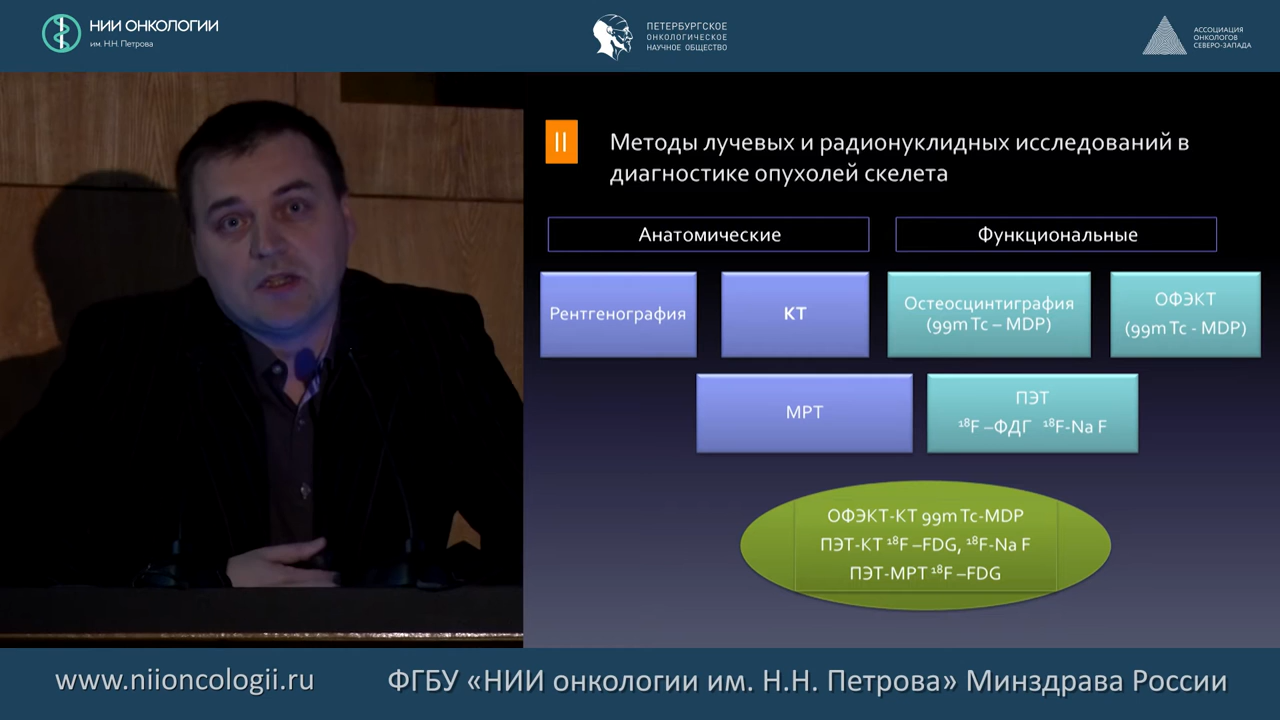 НИИ ОНКОЛОГИИ
им. Н.Н. Петрова
ПЕТЕРБУРГСКОЕ
ОНКОЛОГИЧЕСКОЕ
НАУЧНОЕ ОБЩЕСТВО
АССОЦИАЦИЯ
ОНКОЛОГОВ
СЕВЕРО-ЗАПАДА
II
Методы лучевых и радионуклидных исследований в
диагностике опухолей скелета
Анатомические
Функциональные
Рентгенография
КТ
Остеосцинтиграфия
(99m Tc – MDP)
ОФЭКТ
(99m Tc - MDP)
МРТ
ПЭТ
¹⁸F –ФДГ ¹⁸F-Na F
ОФЭКТ-КТ 99m Tc-MDP
ПЭТ-КТ ¹⁸F –FDG, ¹⁸F-Na F
ПЭТ-МРТ ¹⁸F –FDG
www.niioncologii.ru
ФГБУ «НИИ онкологии им. Н.Н. Петрова» Минздрава России